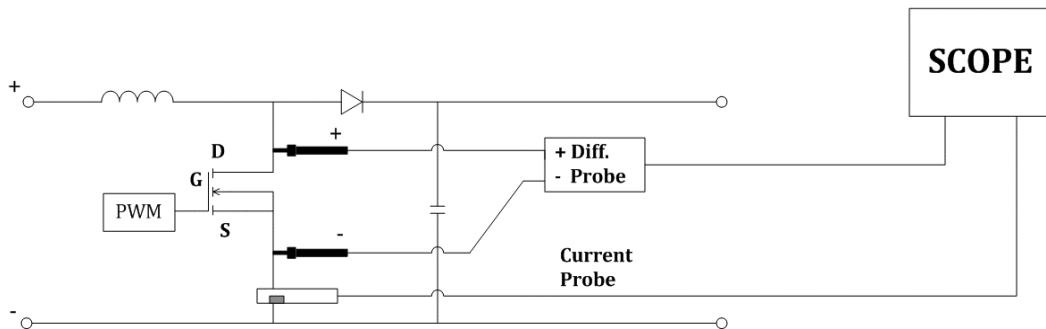 SCOPE
+
+
D
+ Diff.
- Probe
G
PWM
S
-
Current
Probe
-